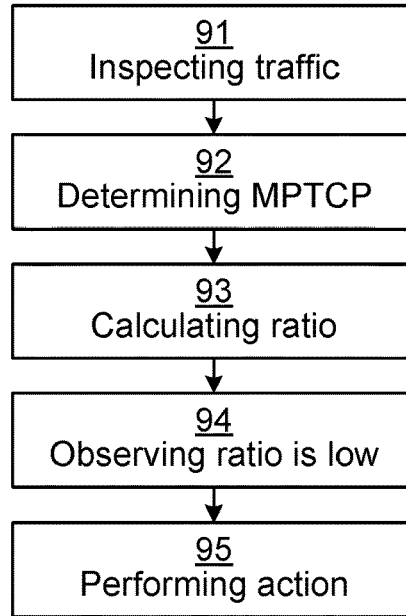 91
Inspecting traffic
92
Determining MPTCP
93
Calculating ratio
94
Observing ratio is low
95
Performing action